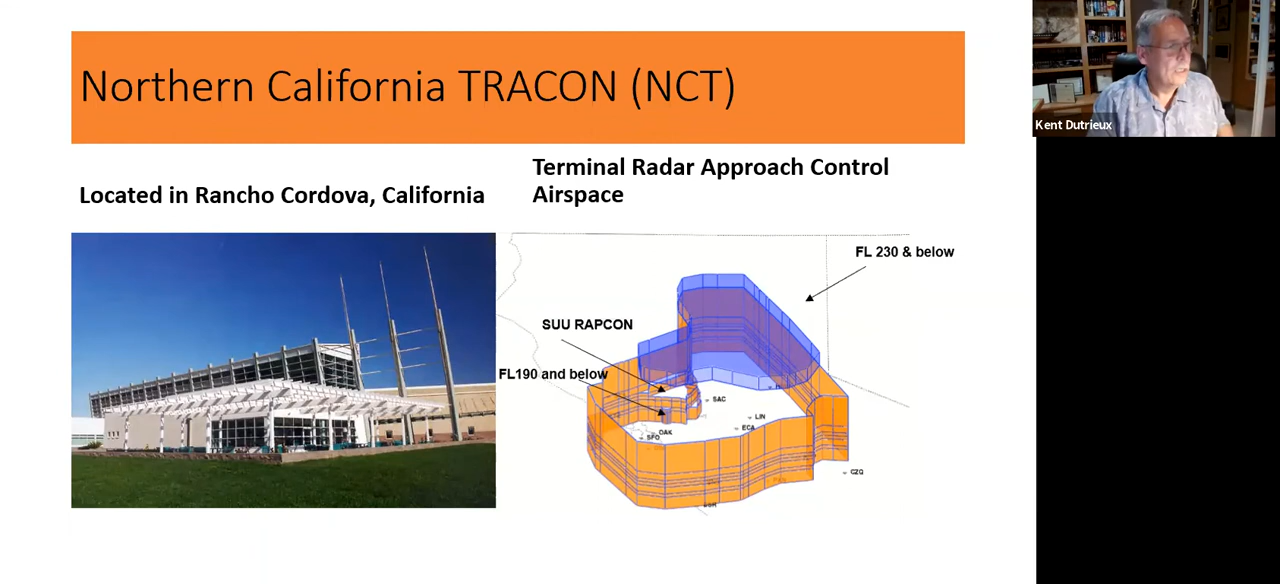 Northern California TRACON (NCT)
Kent Dutrieux
Located in Rancho Cordova, California
Terminal Radar Approach Control
Airspace
FL 230 & below
SUU RAPCON
FL190 and below
SAC
LIN
ECA
OAK
SFO
CZQ